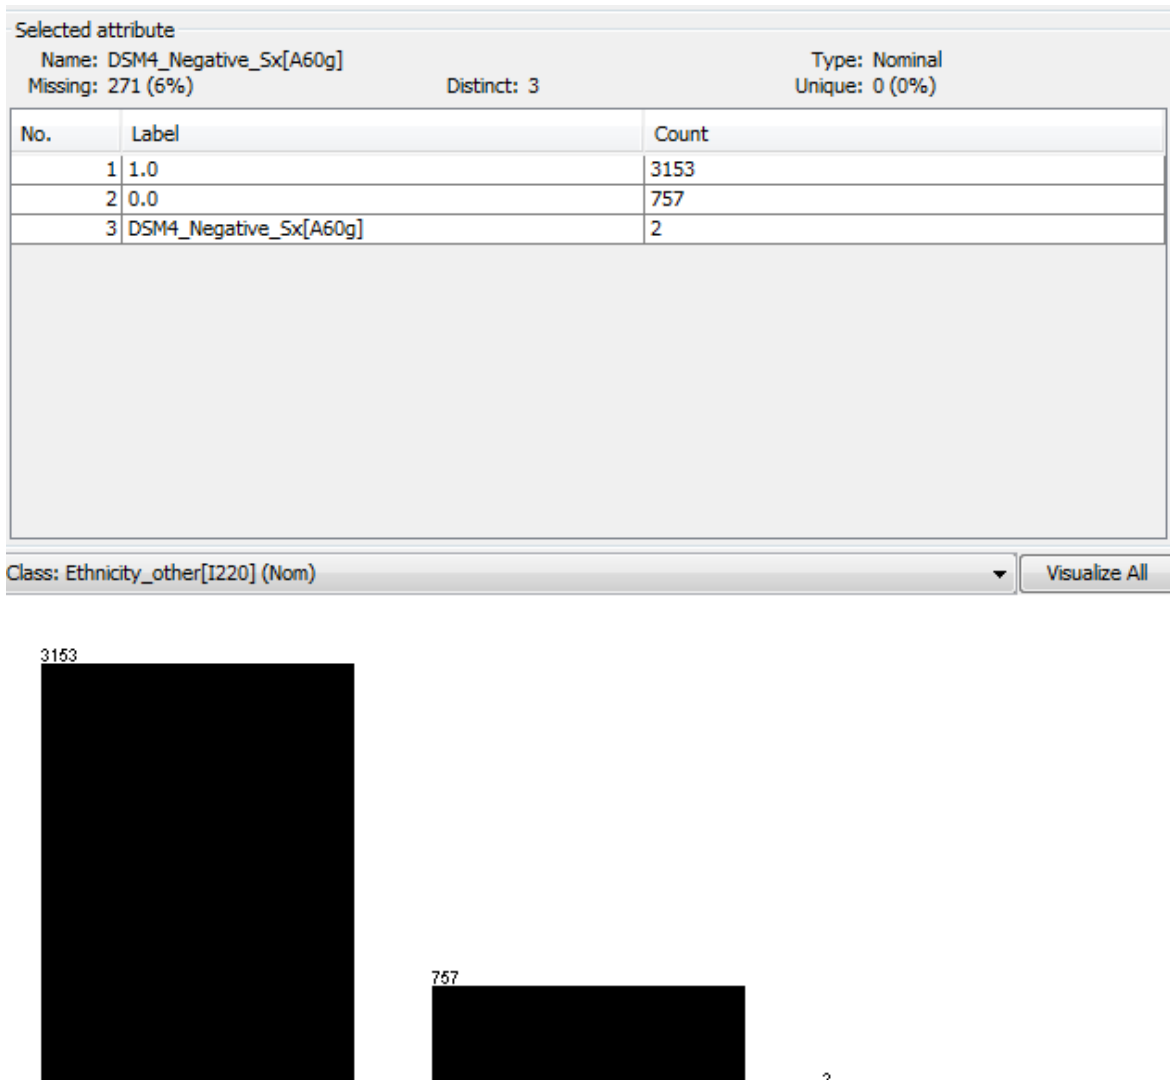 Selected attribute
Name: DSM4_Negative_Sx[A60g] Type: Nominal
Missing: 271 (6%) Distinct: 3 Unique: 0 (0%)
No. Label Count
1 1.0 3153
2 0.0 757
3 DSM4_Negative_Sx[A60g] 2
Class: Ethnicity_other[I220] (Nom) Visualize All
3153
757
2